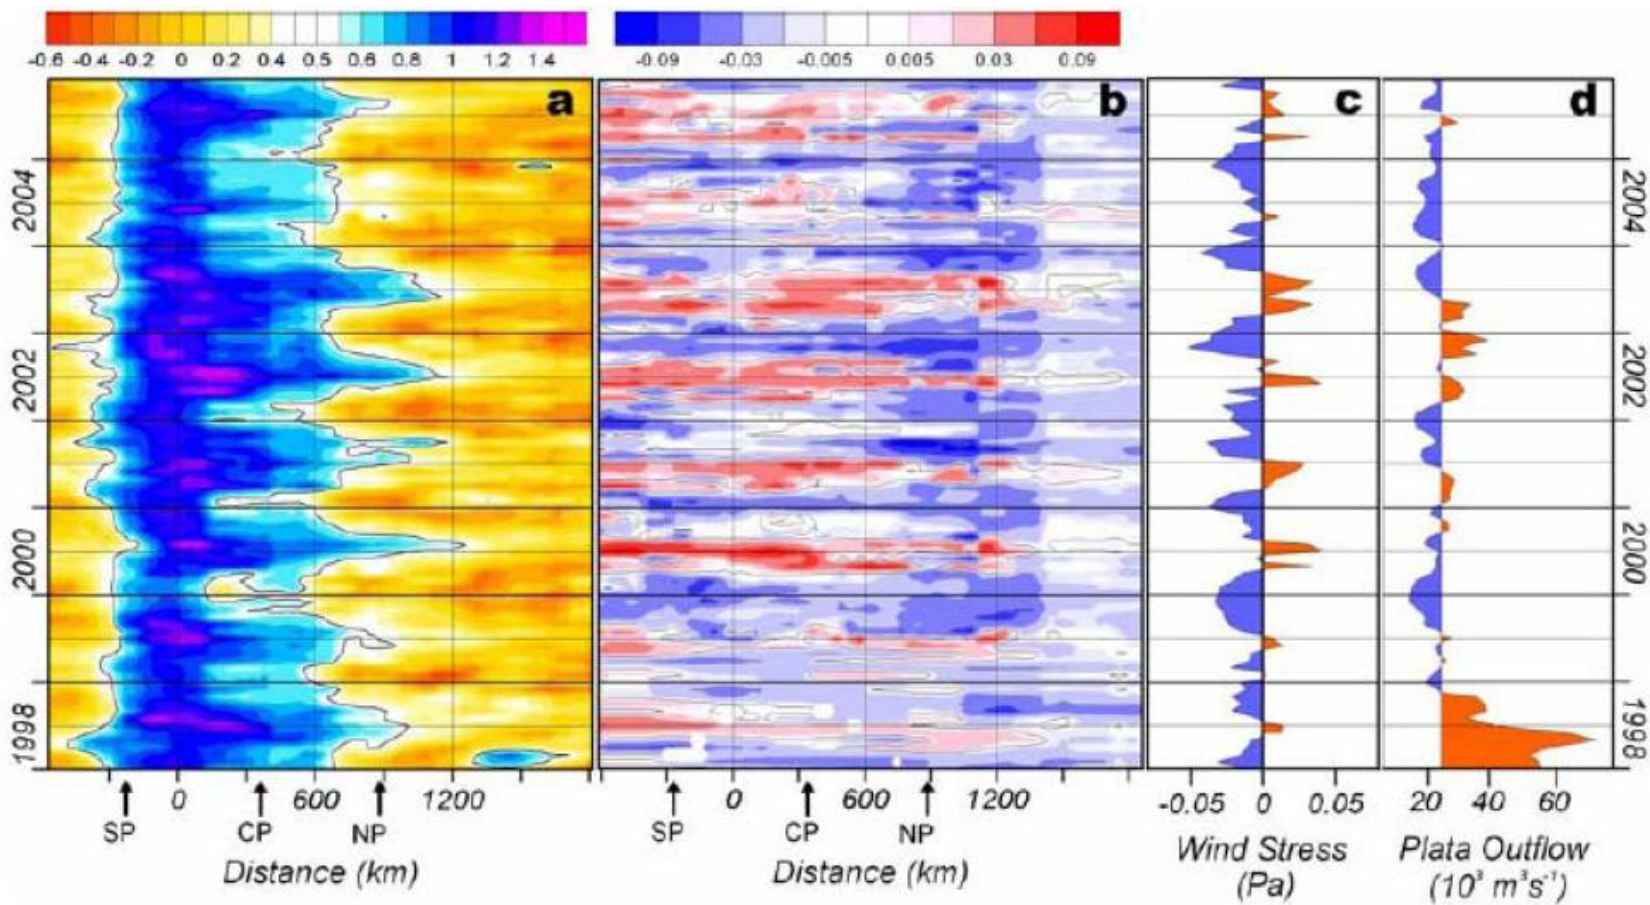 -0.6 -0.4 -0.2 0 0.2 0.4 0.5 0.6 0.8 1 1.2 1.4
-0.09 -0.03 -0.005 0.005 0.03 0.09
a
b
c
d
2004
2002
2000
1998
2004
2002
2000
1998
0 600 1200
SP CP NP
Distance (km)
0 600 1200
SP CP NP
Distance (km)
-0.05 0 0.05
Wind Stress
(Pa)
20 40 60
Plata Outflow
(10³ m³s⁻¹)